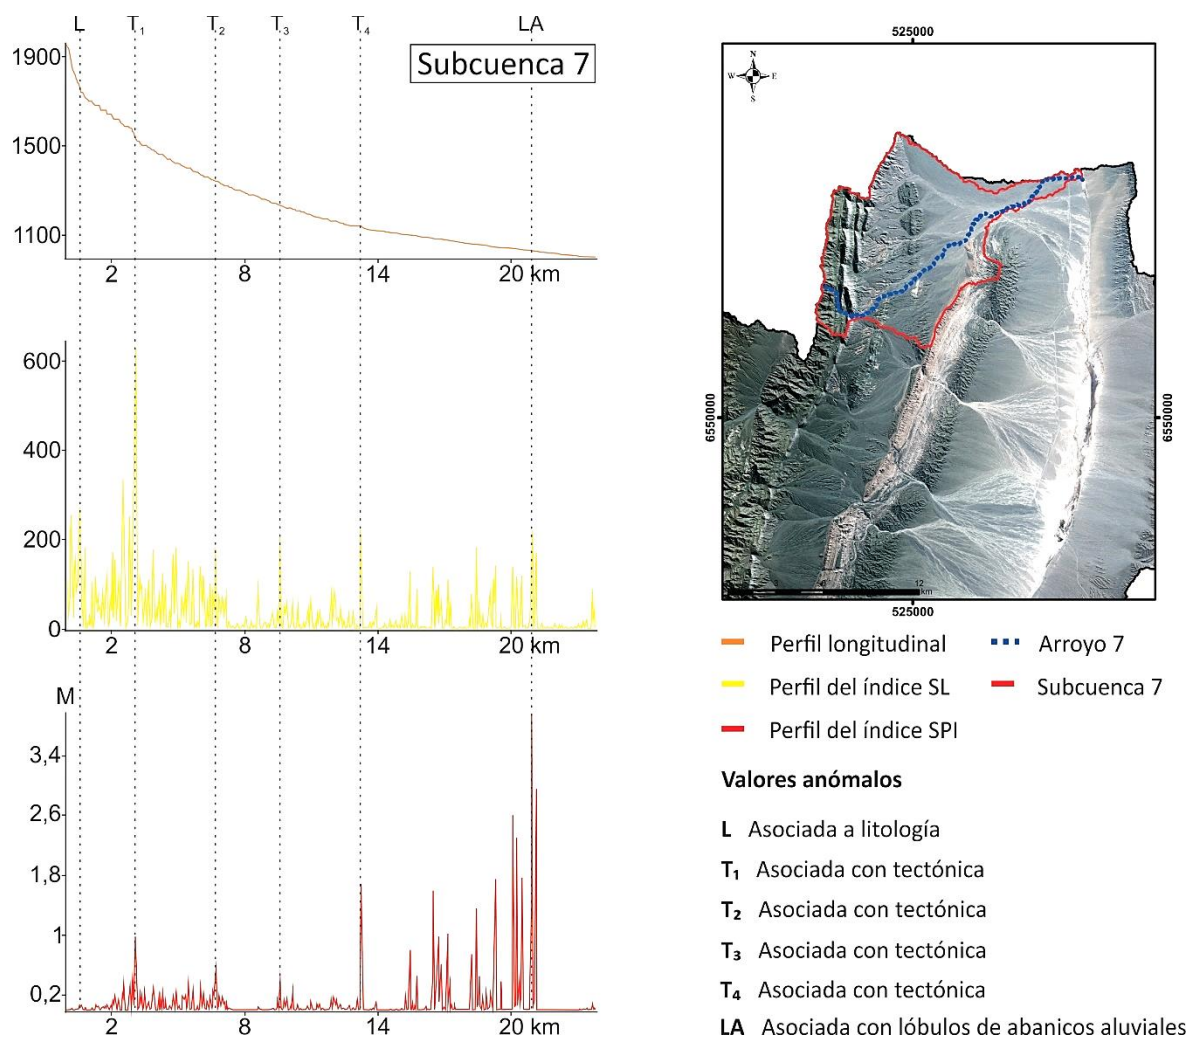 L T₁ T₂ T₃ T₄ LA
Subcuenca 7
1900
1500
1100
2 8 14 20 km
600
400
200
0
2 8 14 20 km
M
3,4
2,6
1,8
1
0,2
2 8 14 20 km
525000
N
W E
S
6550000 6550000
12
km
525000
Perfil longitudinal
Arroyo 7
Perfil del índice SL
Subcuenca 7
Perfil del índice SPI
Valores anómalos
L Asociada a litología
T₁ Asociada con tectónica
T₂ Asociada con tectónica
T₃ Asociada con tectónica
T₄ Asociada con tectónica
LA Asociada con lóbulos de abanicos aluviales